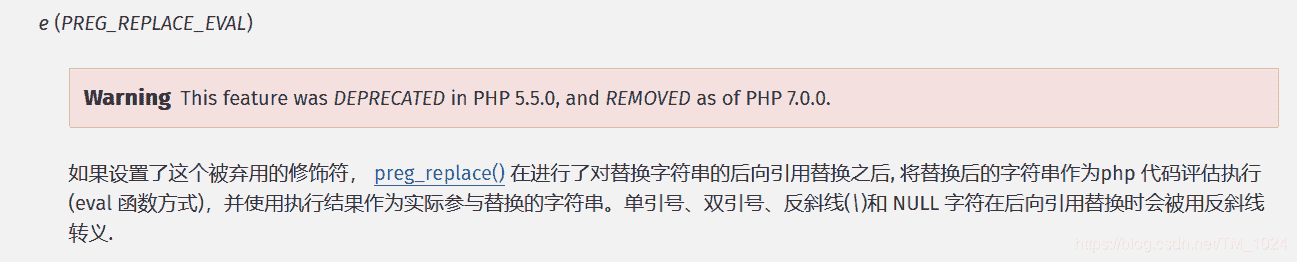 e (PREG_REPLACE_EVAL)
Warning This feature was DEPRECATED in PHP 5.5.0, and REMOVED as of PHP 7.0.0.
如果设置了这个被弃用的修饰符， preg_replace() 在进行了对替换字符串的后向引用替换之后, 将替换后的字符串作为php 代码评估执行
(eval 函数方式)，并使用执行结果作为实际参与替换的字符串。单引号、双引号、反斜线(\)和 NULL 字符在后向引用替换时会被用反斜线
转义.
https://blog.csdn.net/TM_1024